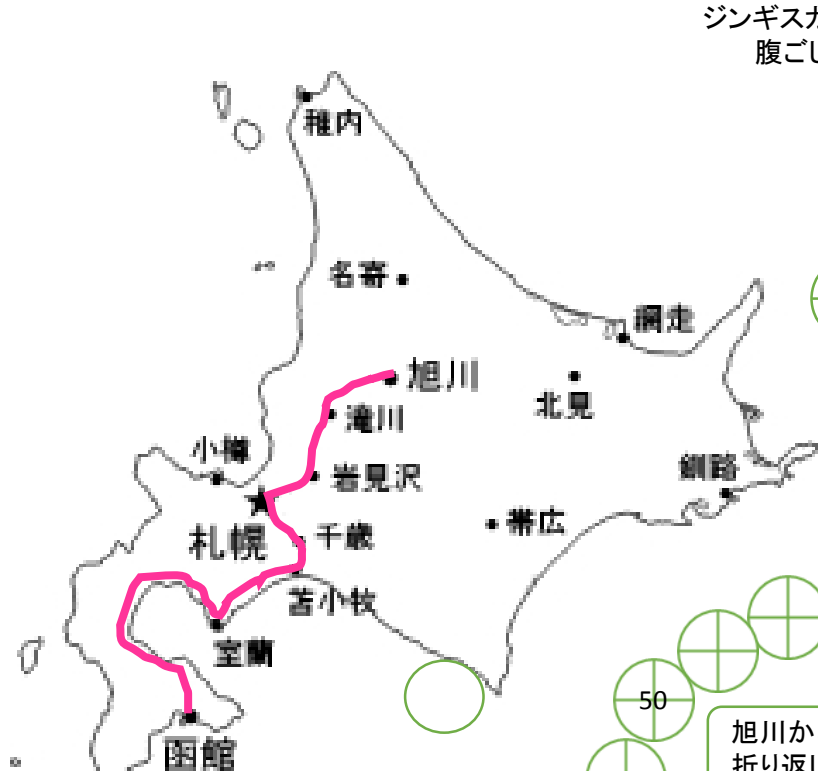 ジンギスカ
腹ごし
稚内
名寄
網走
旭川
北見
滝川
小樽
岩見沢
釧路
札幌
千歳
帯広
苫小牧
室蘭
50
函館
旭川か
折り返し